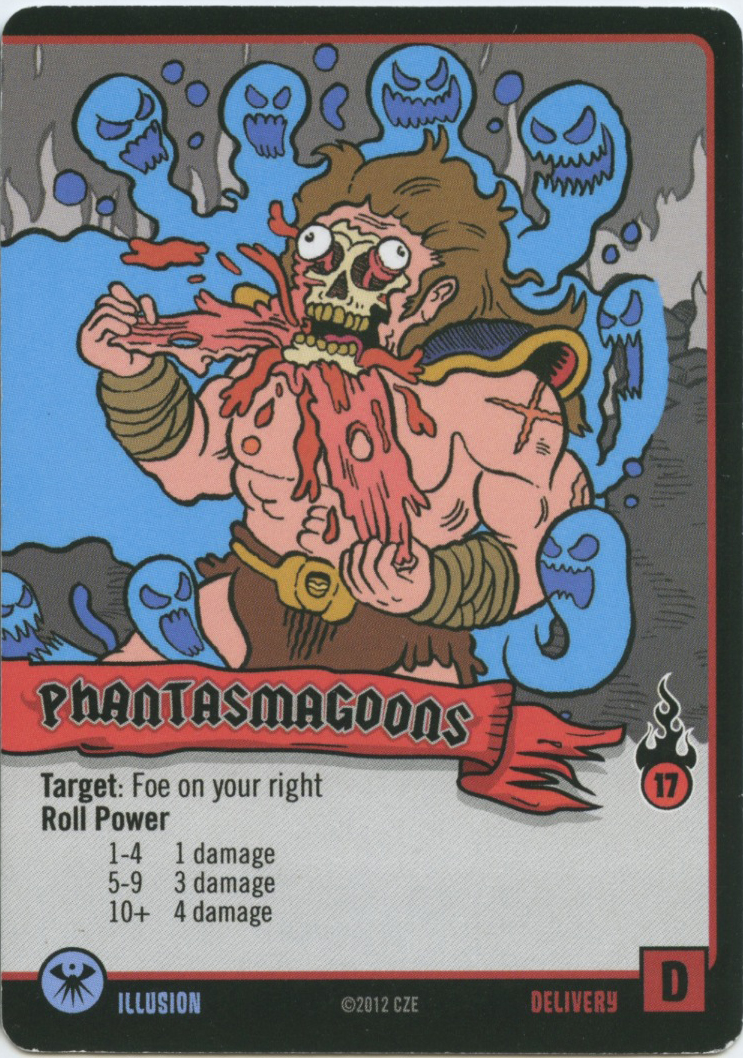 PHANTASMAGOONS
17
Target: Foe on your right
Roll Power
1-4 1 damage
5-9 3 damage
10+ 4 damage
ILLUSION ©2012 CZE DELIVERY D